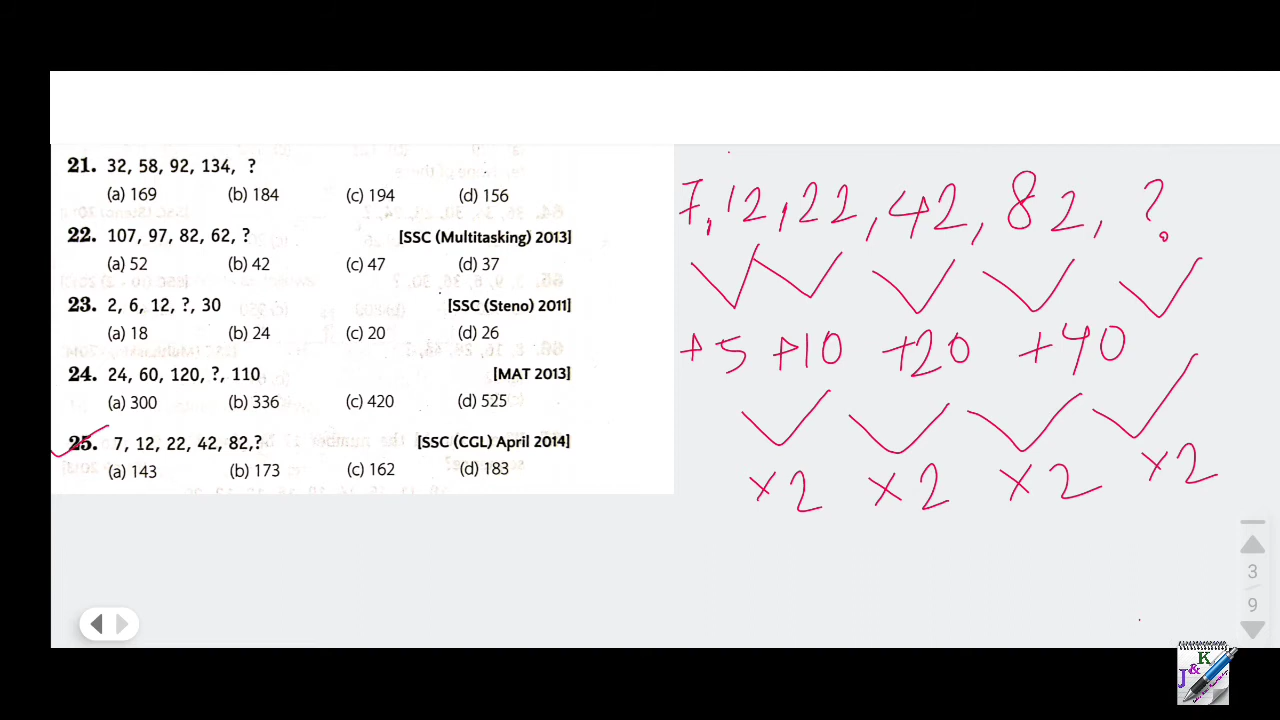 21. 32, 58, 92, 134, ?
(a) 169 (b) 184 (c) 194 (d) 156
22. 107, 97, 82, 62, ? [SSC (Multitasking) 2013]
(a) 52 (b) 42 (c) 47 (d) 37
23. 2, 6, 12, ?, 30 [SSC (Steno) 2011]
(a) 18 (b) 24 (c) 20 (d) 26
24. 24, 60, 120, ?, 110 [MAT 2013]
(a) 300 (b) 336 (c) 420 (d) 525
25. 7, 12, 22, 42, 82,? [SSC (CGL) April 2014]
(a) 143 (b) 173 (c) 162 (d) 183
7, 12, 22, 42, 82, ?
+5 +10 +20 +40
×2 ×2 ×2 ×2
3
9
J&K